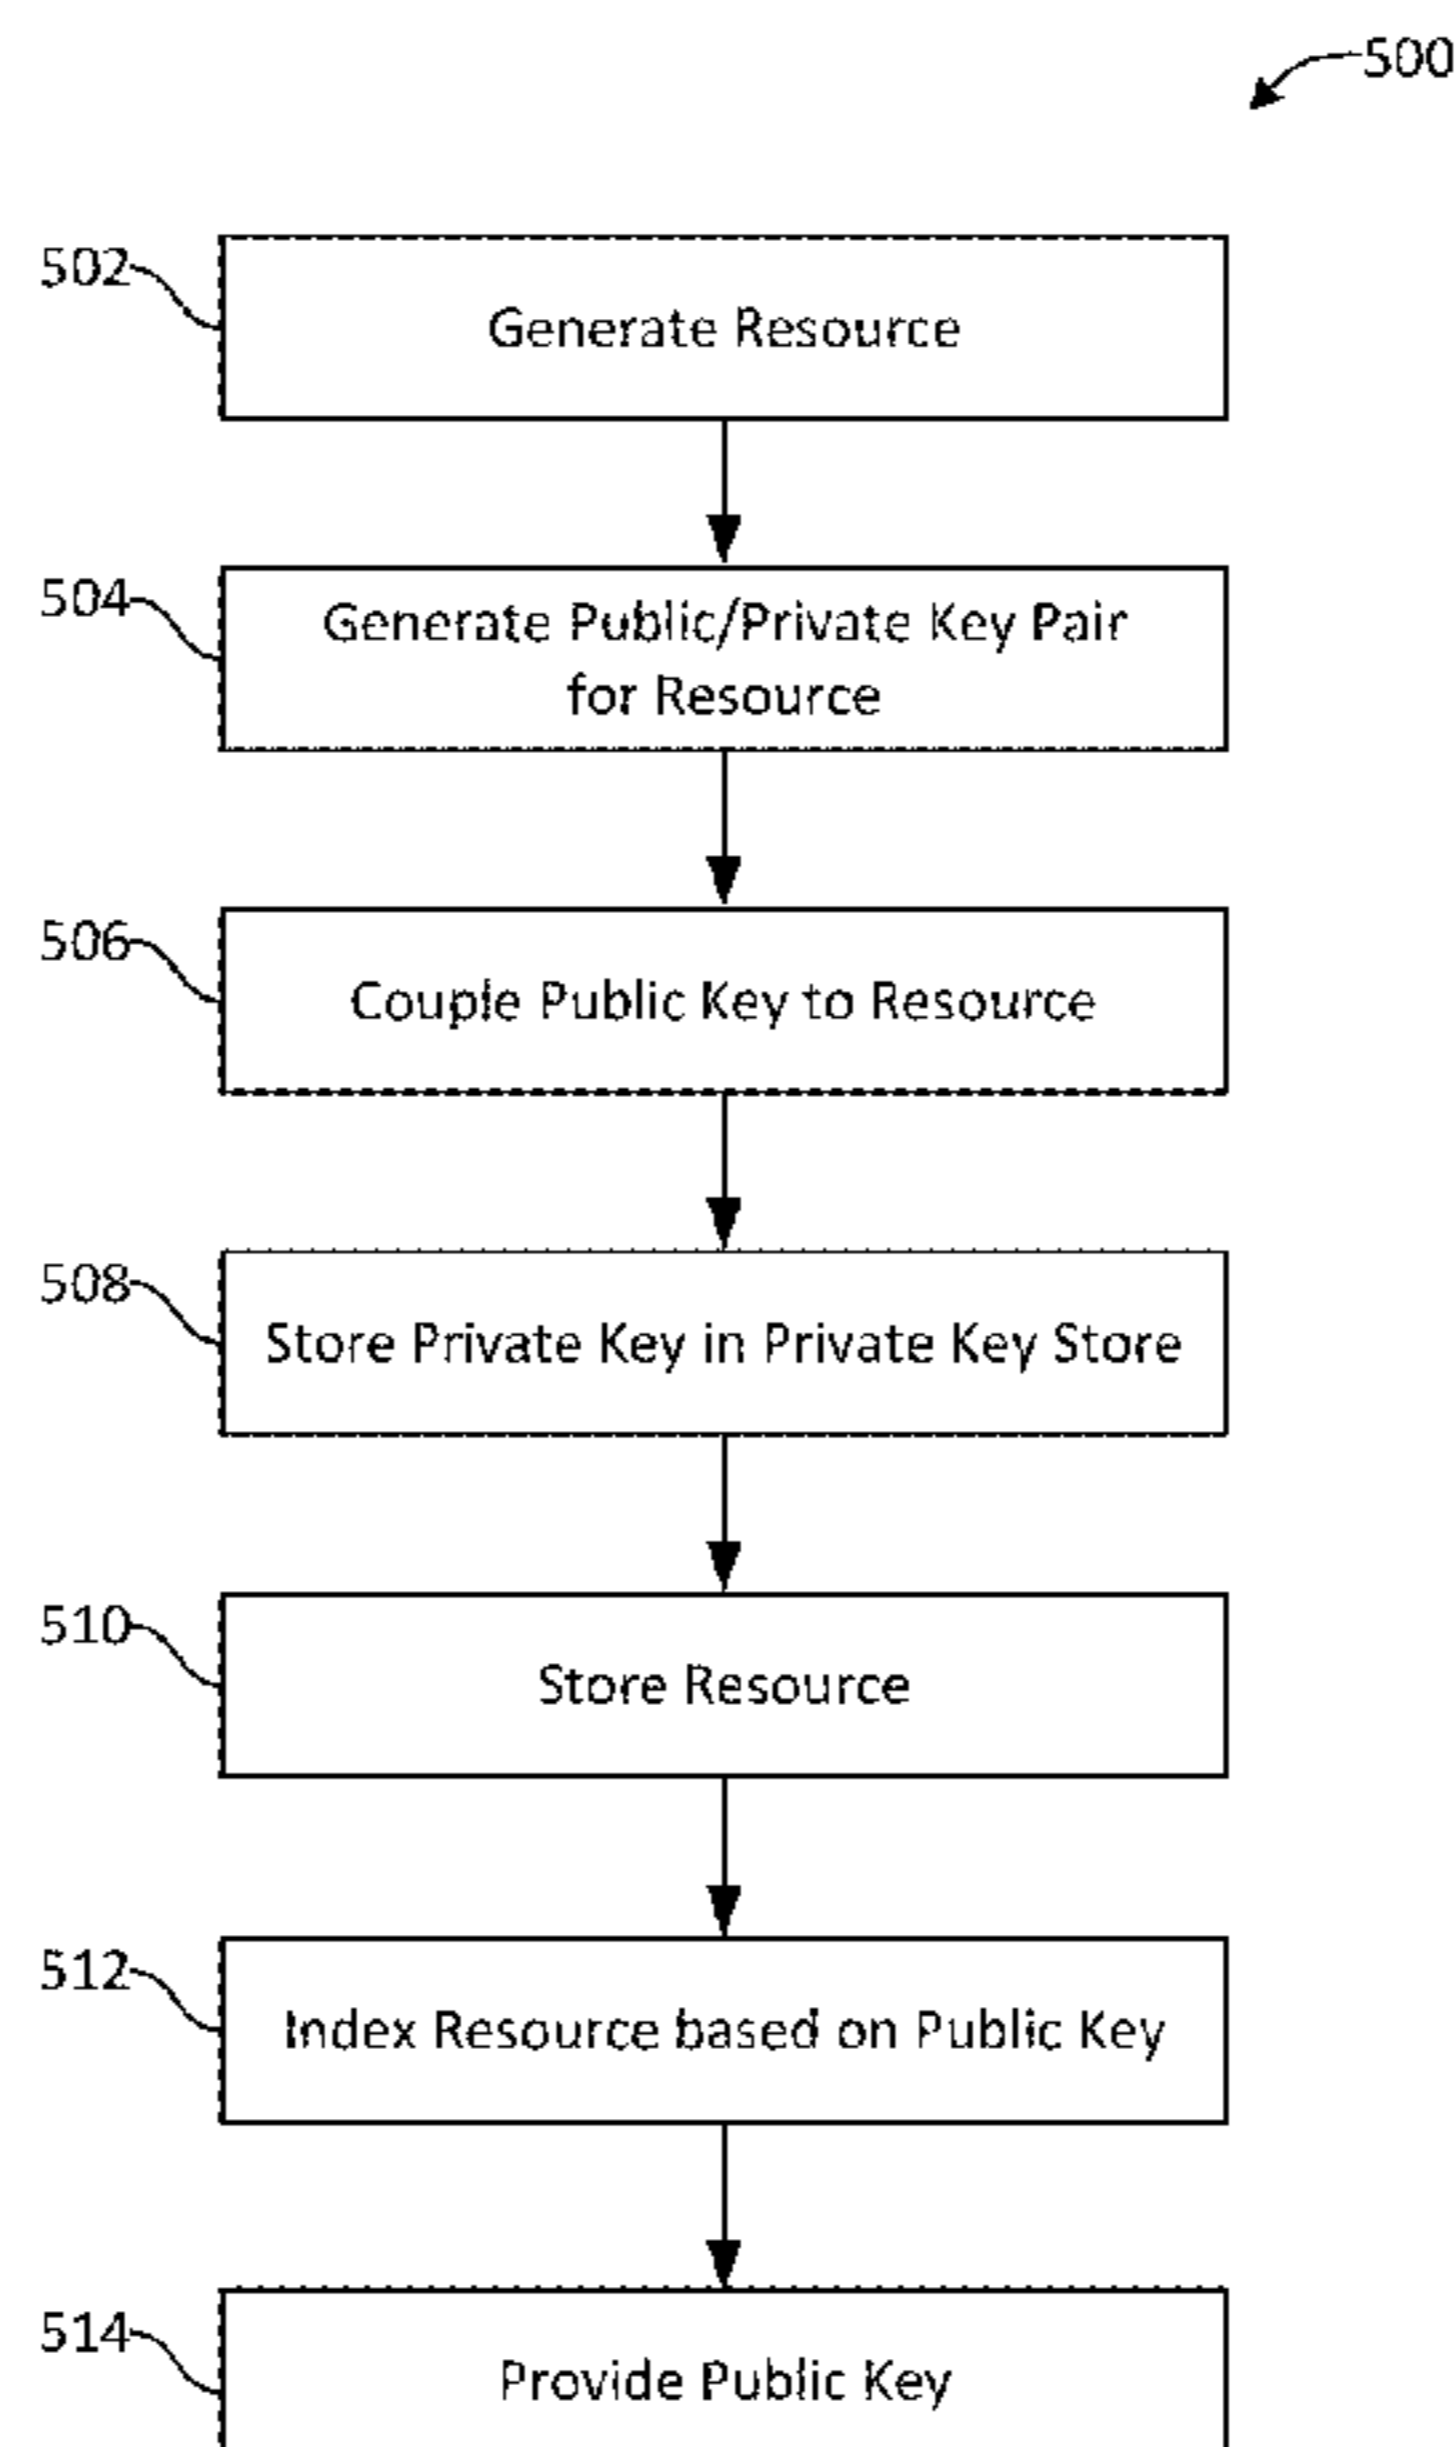 500
502
Generate Resource
504
Generate Public/Private Key Pair
for Resource
506
Couple Public Key to Resource
508
Store Private Key in Private Key Store
510
Store Resource
512
Index Resource based on Public Key
514
Provide Public Key